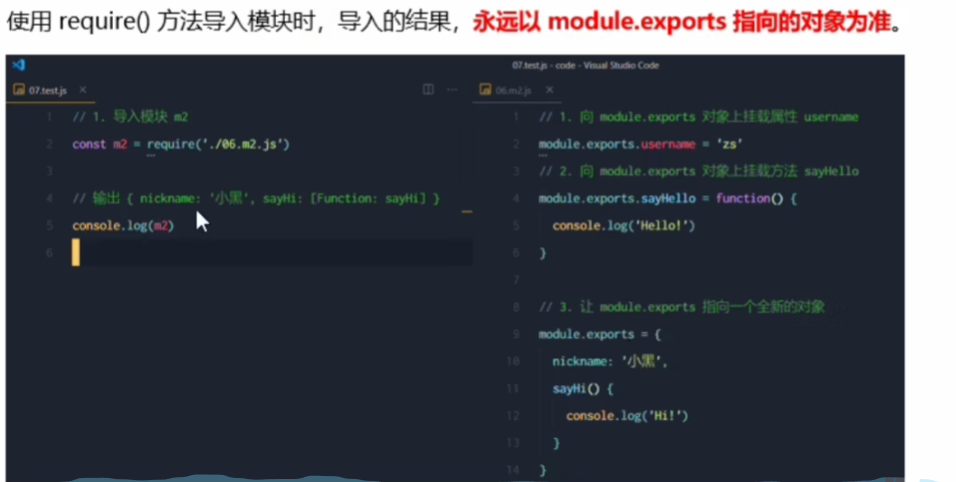 使用 require() 方法导入模块时，导入的结果，永远以 module.exports 指向的对象为准。
07.test.js - code - Visual Studio Code
07.test.js ×
1 // 1. 导入模块 m2
2 const m2 = require('./06.m2.js')
3
4 // 输出 { nickname: '小黑', sayHi: [Function: sayHi] }
5 console.log(m2)
6
06.m2.js ×
1 // 1. 向 module.exports 对象上挂载属性 username
2 module.exports.username = 'zs'
3 // 2. 向 module.exports 对象上挂载方法 sayHello
4 module.exports.sayHello = function() {
5 console.log('Hello!')
6 }
7
8 // 3. 让 module.exports 指向一个全新的对象
9 module.exports = {
10 nickname: '小黑',
11 sayHi() {
12 console.log('Hi!')
13 }
14 }